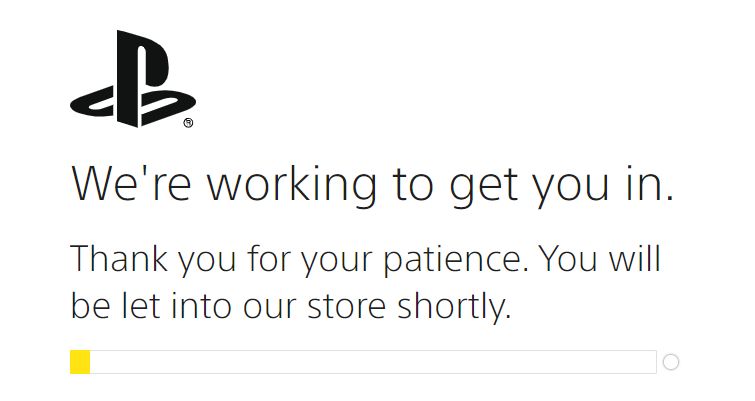 ®
We're working to get you in.
Thank you for your patience. You will
be let into our store shortly.